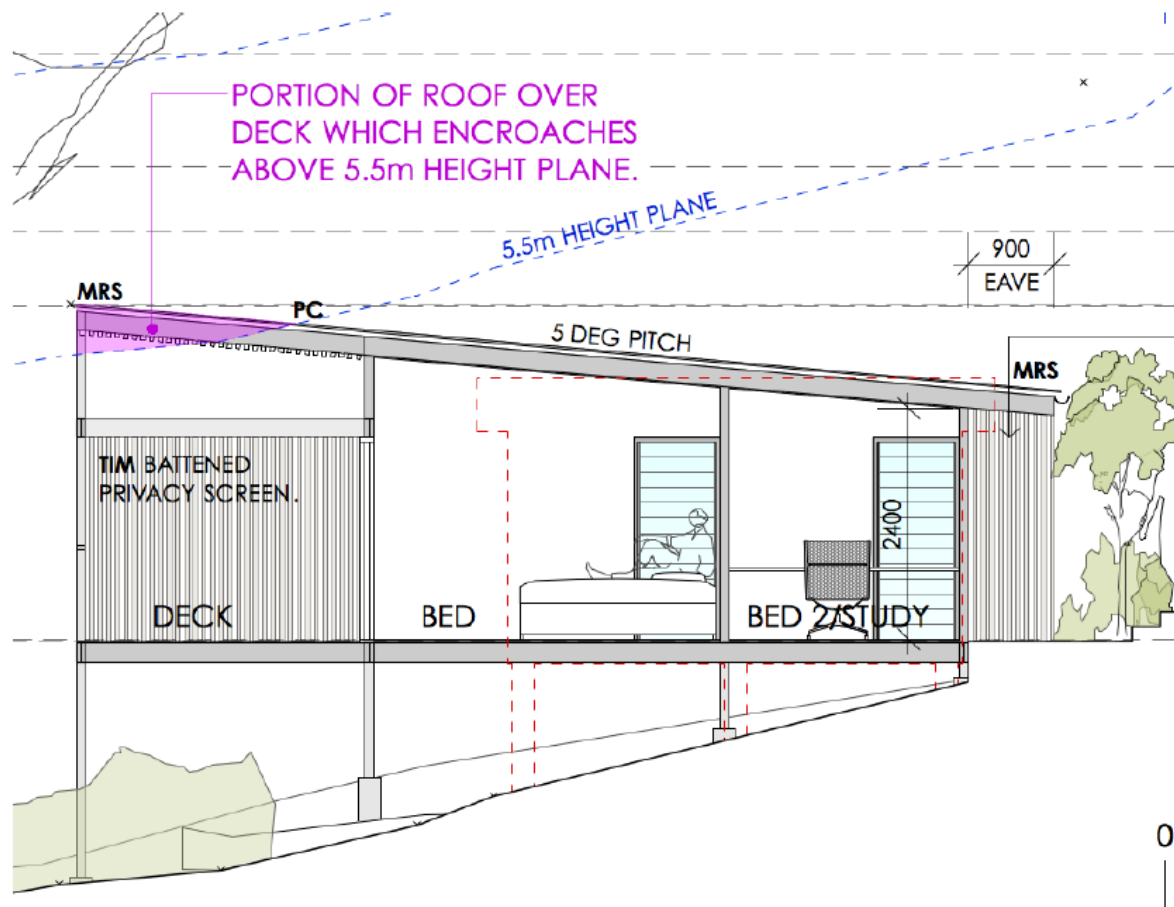 PORTION OF ROOF OVER
DECK WHICH ENCROACHES
ABOVE 5.5m HEIGHT PLANE.
5.5m HEIGHT PLANE
900
EAVE
MRS
PC
5 DEG PITCH
MRS
TIM BATTENED
PRIVACY SCREEN.
2400
DECK
BED
BED 2/STUDY
0